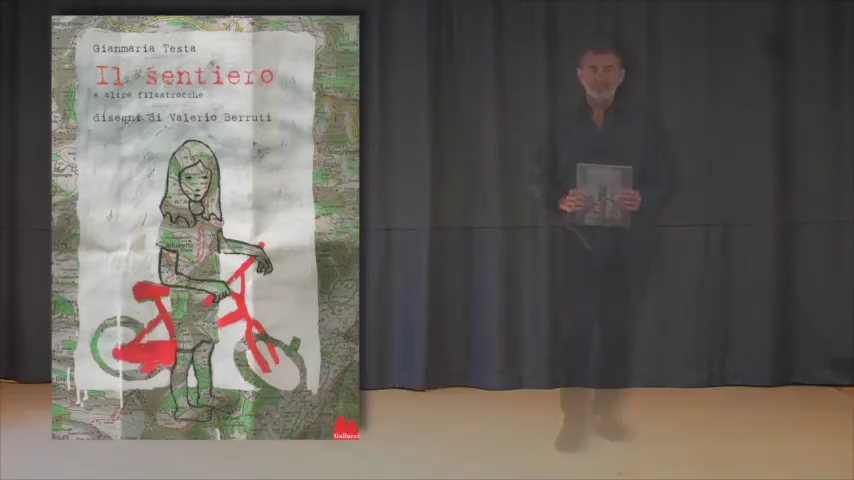 Gianmaria Testa
Il sentiero
e altre filastrocche
disegni di Valerio Berruti
Gallucci